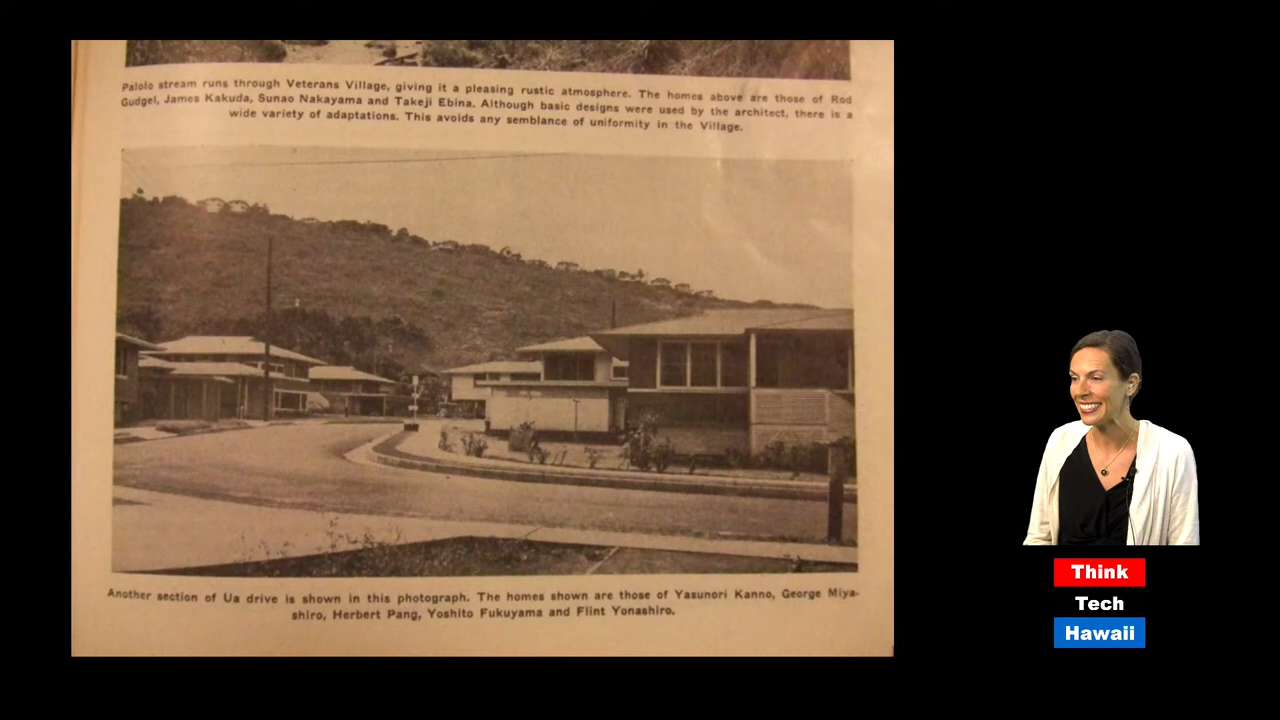 Palolo stream runs through Veterans Village, giving it a pleasing rustic atmosphere. The homes above are those of Rod
Gudgel, James Kakuda, Sunao Nakayama and Takeji Ebina. Although basic designs were used by the architect, there is a
wide variety of adaptations. This avoids any semblance of uniformity in the Village.
Another section of Ua drive is shown in this photograph. The homes shown are those of Yasunori Kanno, George Miya-
shiro, Herbert Pang, Yoshito Fukuyama and Flint Yonashiro.
Think
Tech
Hawaii